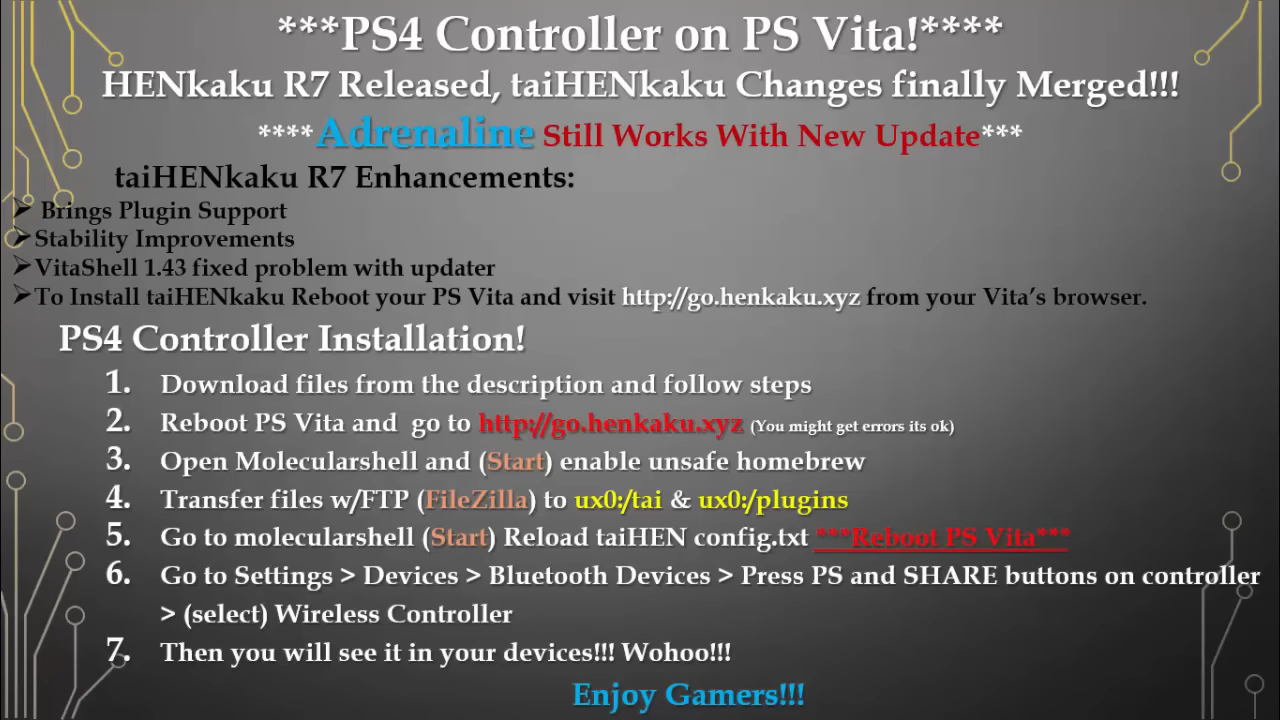 ***PS4 Controller on PS Vita!****
HENkaku R7 Released, taiHENkaku Changes finally Merged!!!
****Adrenaline Still Works With New Update***
taiHENkaku R7 Enhancements:
➢ Brings Plugin Support
➢ Stability Improvements
➢ VitaShell 1.43 fixed problem with updater
➢ To Install taiHENkaku Reboot your PS Vita and visit http://go.henkaku.xyz from your Vita's browser.
PS4 Controller Installation!
1. Download files from the description and follow steps
2. Reboot PS Vita and go to http://go.henkaku.xyz (You might get errors its ok)
3. Open Molecularshell and (Start) enable unsafe homebrew
4. Transfer files w/FTP (FileZilla) to ux0:/tai & ux0:/plugins
5. Go to molecularshell (Start) Reload taiHEN config.txt ***Reboot PS Vita***
6. Go to Settings > Devices > Bluetooth Devices > Press PS and SHARE buttons on controller
> (select) Wireless Controller
7. Then you will see it in your devices!!! Wohoo!!!
Enjoy Gamers!!!